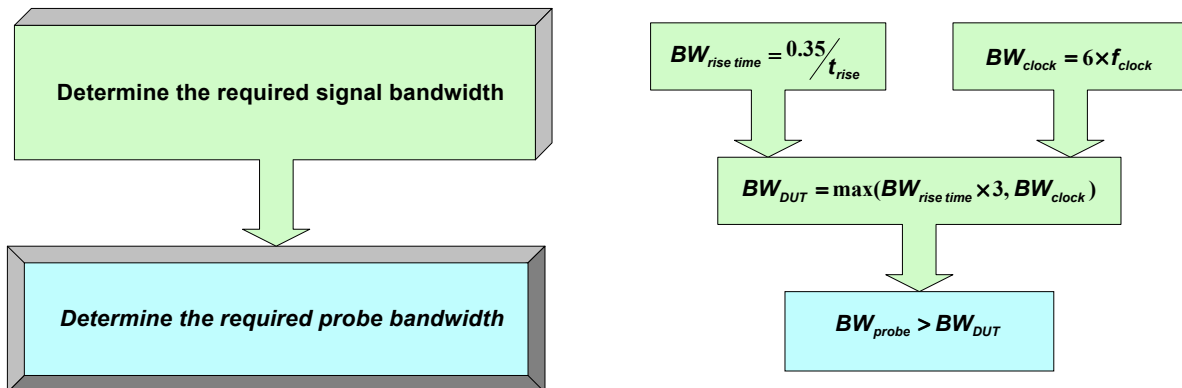 Determine the required signal bandwidth
Determine the required probe bandwidth
BW_rise time = 0.35/t_rise
BW_clock = 6 × f_clock
BW_DUT = max(BW_rise time × 3, BW_clock)
BW_probe > BW_DUT